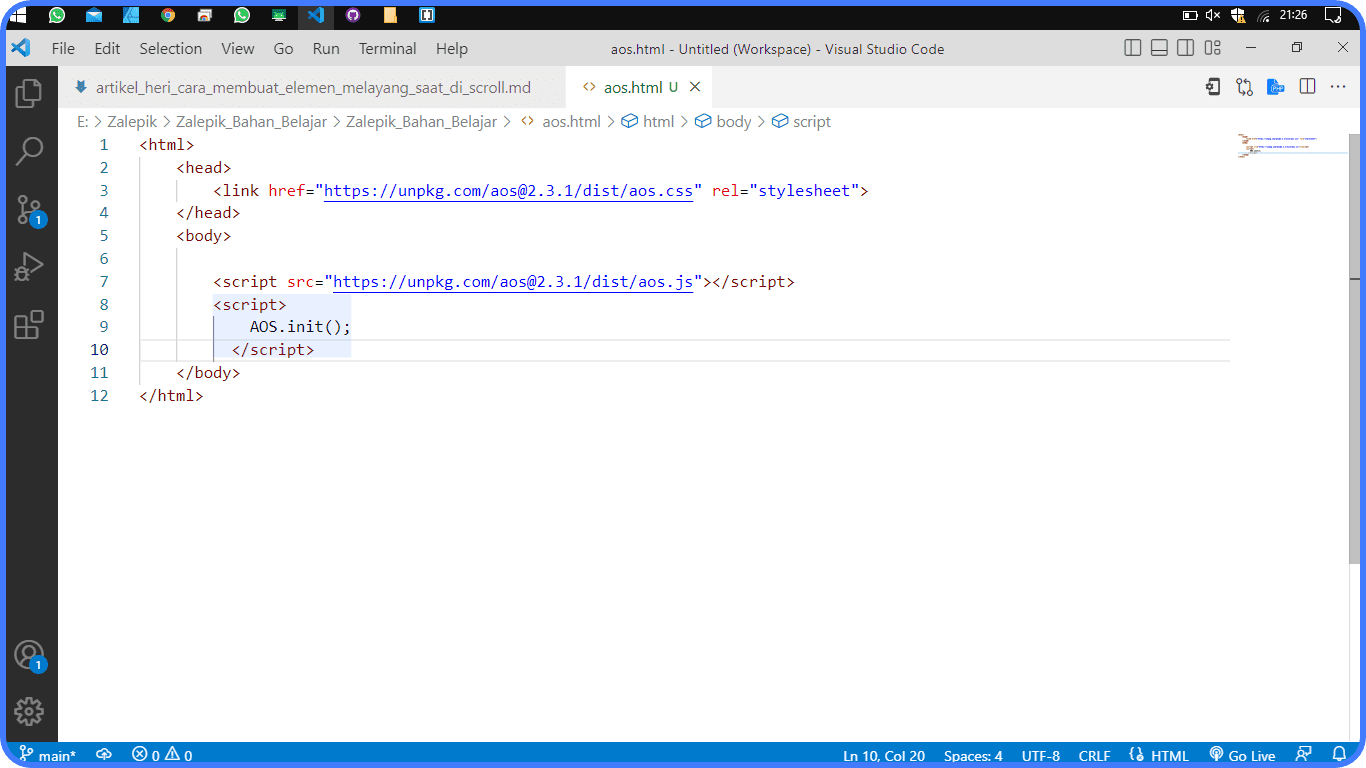 21:26
File Edit Selection View Go Run Terminal Help aos.html - Untitled (Workspace) - Visual Studio Code
artikel_heri_cara_membuat_elemen_melayang_saat_di_scroll.md aos.html U
E: > Zalepik > Zalepik_Bahan_Belajar > Zalepik_Bahan_Belajar > aos.html > html > body > script
1 <html>
2 <head>
3 <link href="https://unpkg.com/aos@2.3.1/dist/aos.css" rel="stylesheet">
4 </head>
5 <body>
6
7 <script src="https://unpkg.com/aos@2.3.1/dist/aos.js"></script>
8 <script>
9 AOS.init();
10 </script>
11 </body>
12 </html>
1
1
main* 0 0 Ln 10, Col 20 Spaces: 4 UTF-8 CRLF HTML Go Live